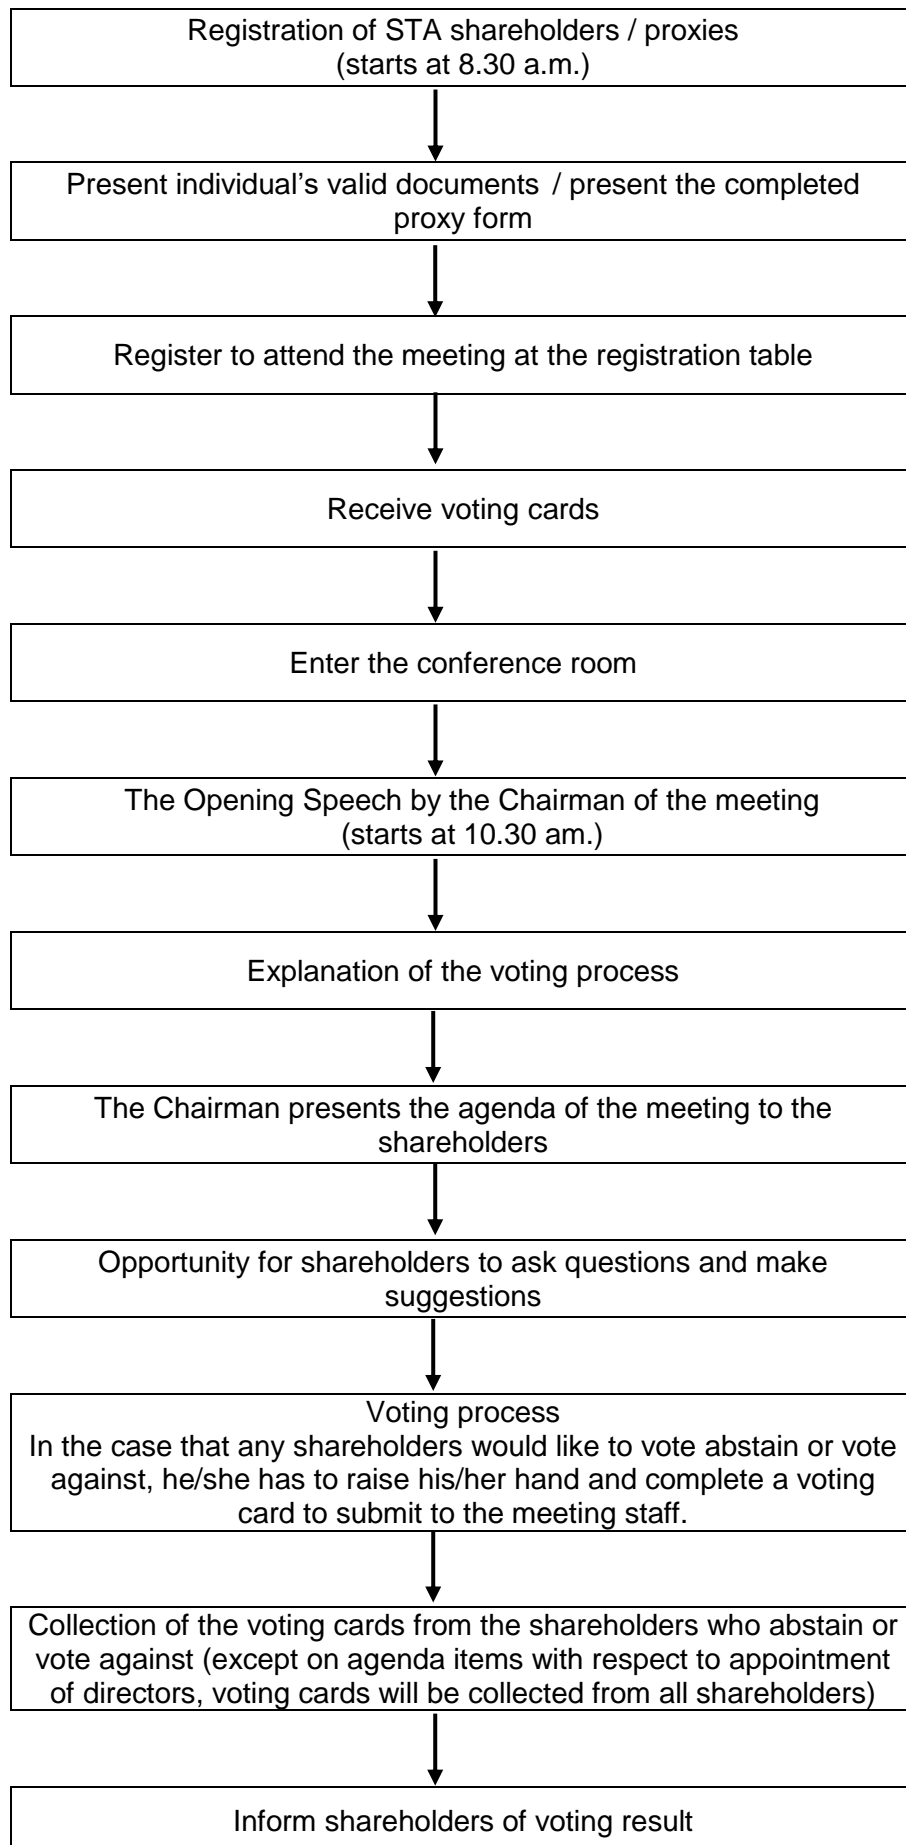 Registration of STA shareholders / proxies
(starts at 8.30 a.m.)
Present individual’s valid documents / present the completed
proxy form
Register to attend the meeting at the registration table
Receive voting cards
Enter the conference room
The Opening Speech by the Chairman of the meeting
(starts at 10.30 am.)
Explanation of the voting process
The Chairman presents the agenda of the meeting to the
shareholders
Opportunity for shareholders to ask questions and make
suggestions
Voting process
In the case that any shareholders would like to vote abstain or vote
against, he/she has to raise his/her hand and complete a voting
card to submit to the meeting staff.
Collection of the voting cards from the shareholders who abstain or
vote against (except on agenda items with respect to appointment
of directors, voting cards will be collected from all shareholders)
Inform shareholders of voting result